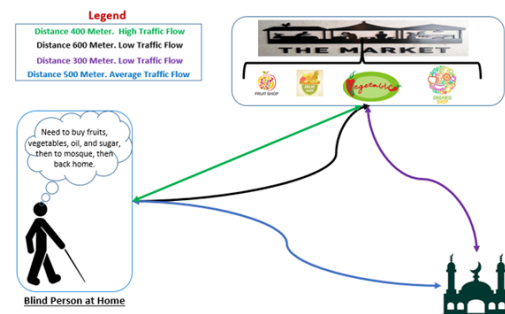 Legend
Distance 400 Meter. High Traffic Flow
Distance 600 Meter. Low Traffic Flow
Distance 300 Meter. Low Traffic Flow
Distance 500 Meter. Average Traffic Flow
THE MARKET
FRUIT SHOP
Vegetables
ORGANIC
SHOP
Need to buy fruits,
vegetables, oil, and sugar,
then to mosque, then
back home.
Blind Person at Home